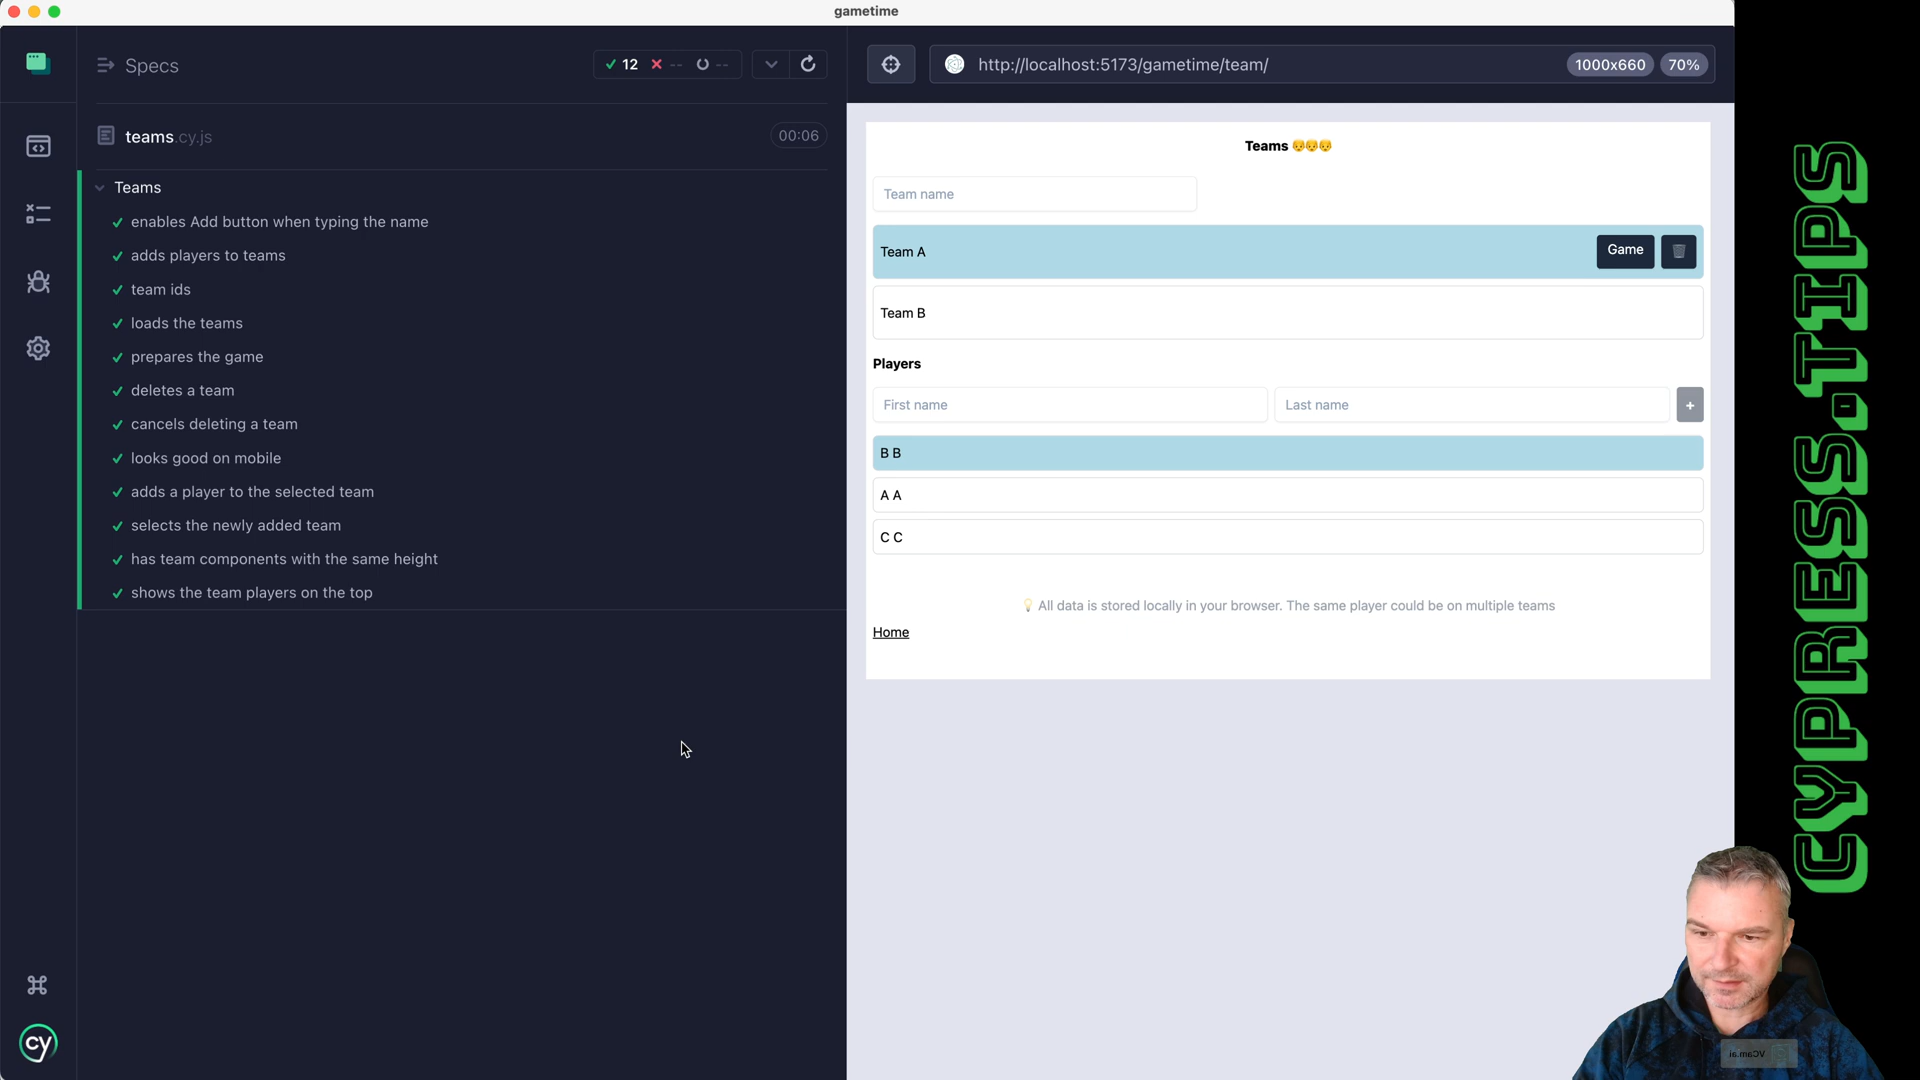 gametime
Specs
12 -- --
http://localhost:5173/gametime/team/
1000x660
70%
teams.cy.js
00:06
Teams
enables Add button when typing the name
adds players to teams
team ids
loads the teams
prepares the game
deletes a team
cancels deleting a team
looks good on mobile
adds a player to the selected team
selects the newly added team
has team components with the same height
shows the team players on the top
cy
Teams 👴👴👴
Team name
Team A
Game
Team B
Players
First name
Last name
+
B B
A A
C C
💡 All data is stored locally in your browser. The same player could be on multiple teams
Home
CYPRESS.TIPS
VCam.ai